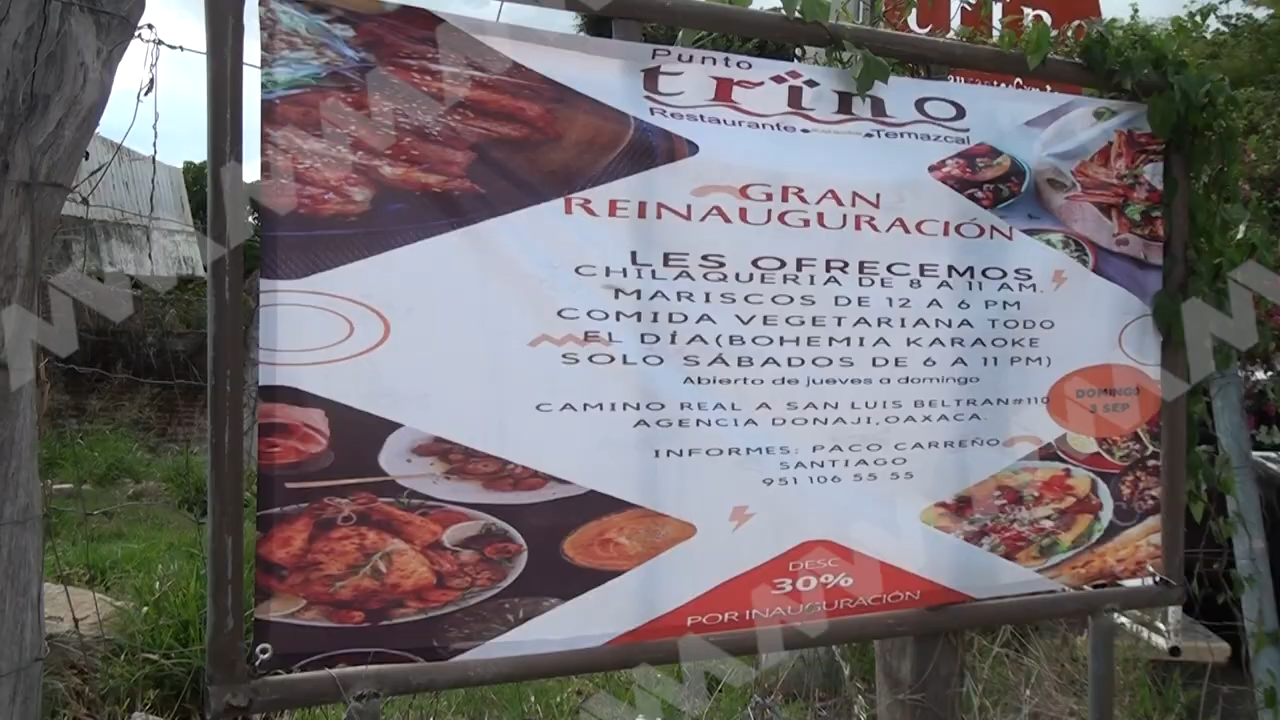 Punto
trïno
Restaurante Temazcal
GRAN
REINAUGURACIÓN
LES OFRECEMOS
CHILAQUERIA DE 8 A 11 AM.
MARISCOS DE 12 A 6 PM
COMIDA VEGETARIANA TODO
EL DÍA(BOHEMIA KARAOKE
SOLO SÁBADOS DE 6 A 11 PM)
Abierto de jueves a domingo
CAMINO REAL A SAN LUIS BELTRAN#110
AGENCIA DONAJI,OAXACA.
DOMINGO
3 SEP
INFORMES: PACO CARREÑO
SANTIAGO
951 106 55 55
DESC
30%
POR INAUGURACIÓN